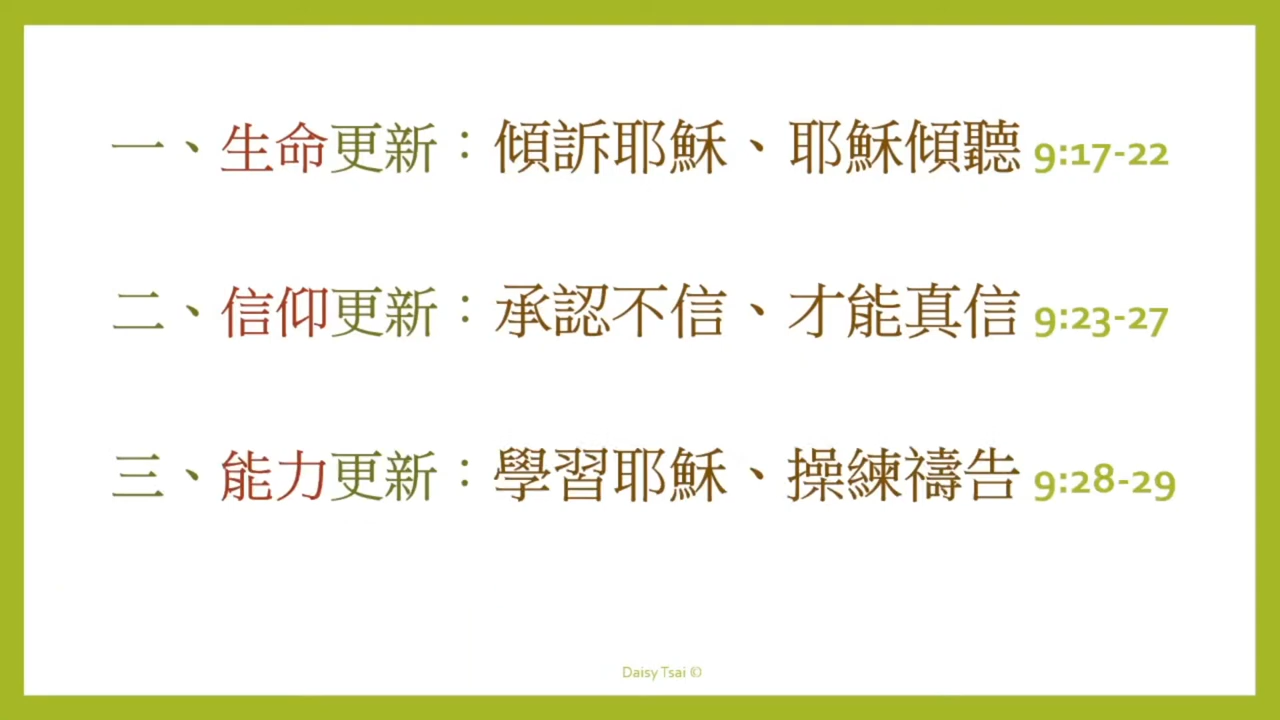 一、生命更新：傾訴耶穌、耶穌傾聽 9:17-22
二、信仰更新：承認不信、才能真信 9:23-27
三、能力更新：學習耶穌、操練禱告 9:28-29
Daisy Tsai ©